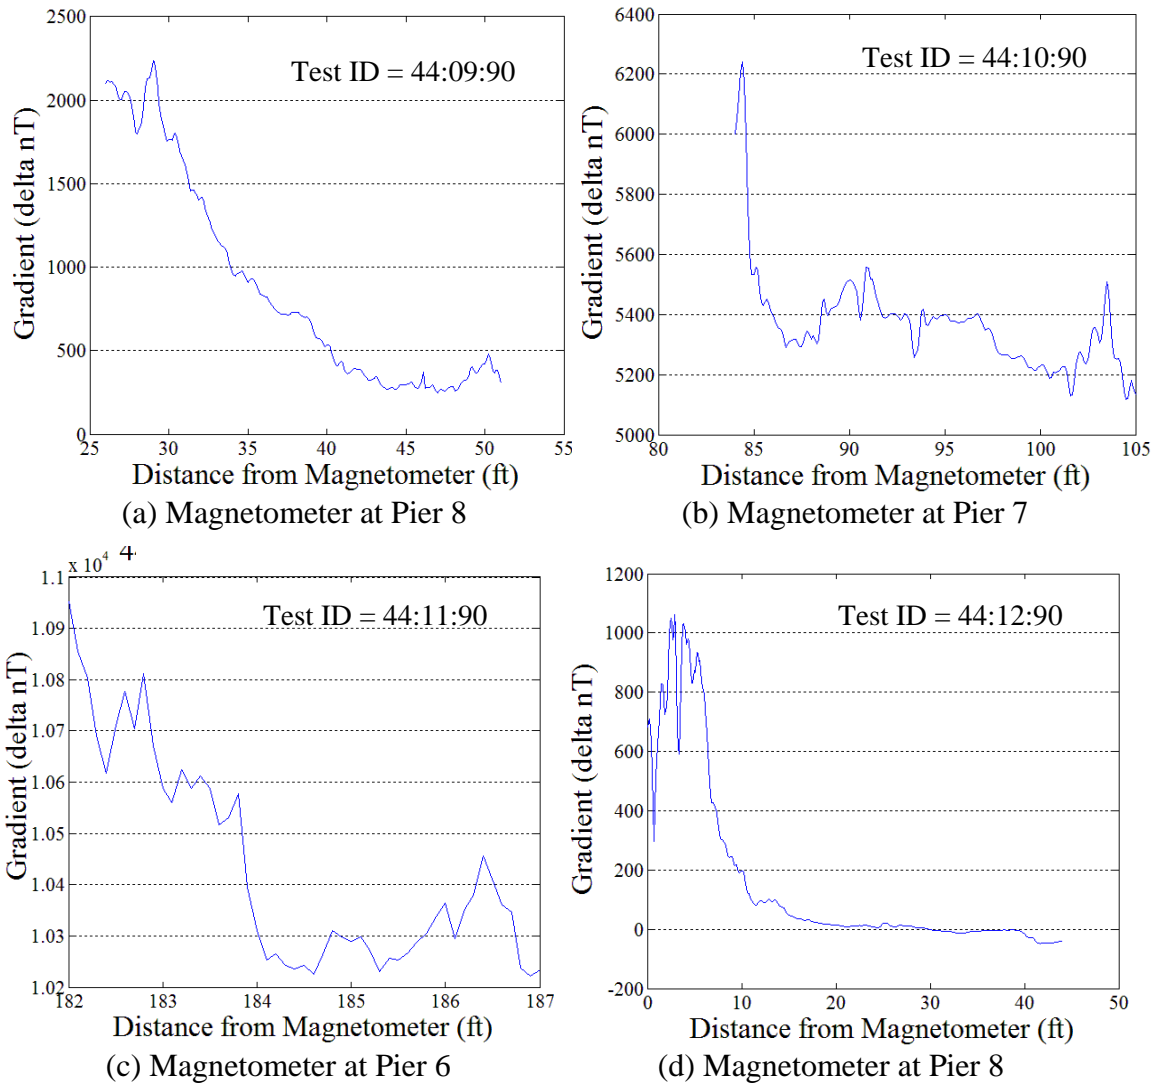 Test ID = 44:09:90
Gradient (delta nT)
2500
2000
1500
1000
500
0
25 30 35 40 45 50 55
Distance from Magnetometer (ft)
(a) Magnetometer at Pier 8
Test ID = 44:10:90
Gradient (delta nT)
6400
6200
6000
5800
5600
5400
5200
5000
80 85 90 95 100 105
Distance from Magnetometer (ft)
(b) Magnetometer at Pier 7
x 10⁴ 4
Test ID = 44:11:90
Gradient (delta nT)
1.1
1.09
1.08
1.07
1.06
1.05
1.04
1.03
1.02
182 183 184 185 186 187
Distance from Magnetometer (ft)
(c) Magnetometer at Pier 6
Test ID = 44:12:90
Gradient (delta nT)
1200
1000
800
600
400
200
0
-200
0 10 20 30 40 50
Distance from Magnetometer (ft)
(d) Magnetometer at Pier 8